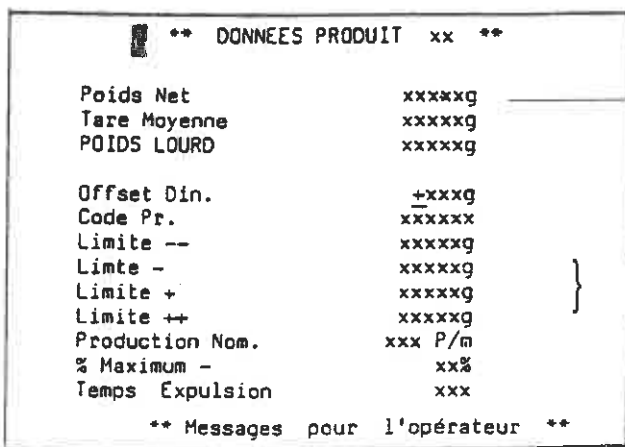 ** DONNEES PRODUIT xx **
Poids Net xxxxxg
Tare Moyenne xxxxxg
POIDS LOURD xxxxxg
Offset Din. ±xxxg
Code Pr. xxxxxx
Limite -- xxxxxg
Limte - xxxxxg
Limite + xxxxxg
Limite ++ xxxxxg
Production Nom. xxx P/m
% Maximum - xx%
Temps Expulsion xxx
** Messages pour l'opérateur **